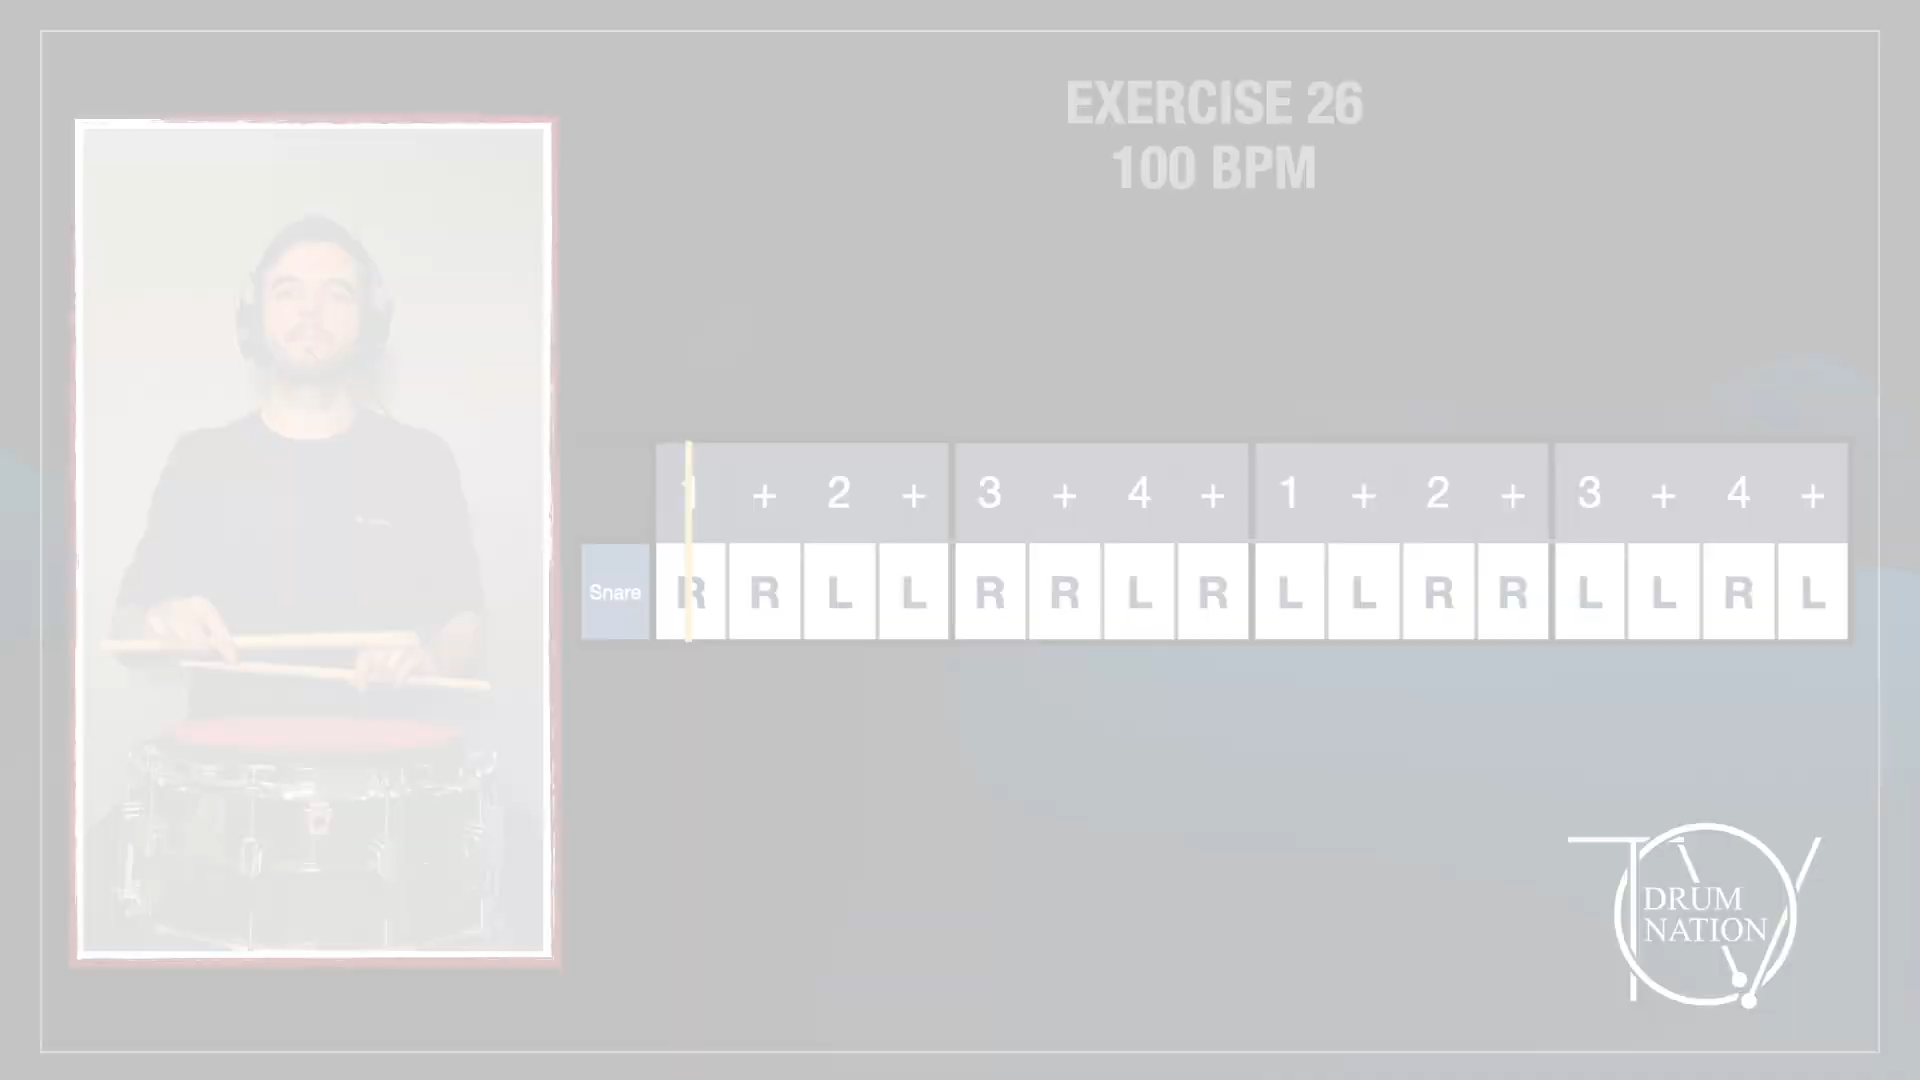 EXERCISE 26
100 BPM
1 + 2 + 3 + 4 + 1 + 2 + 3 + 4 +
Snare R R L L R R L R L L R R L L R L
DRUM
NATION